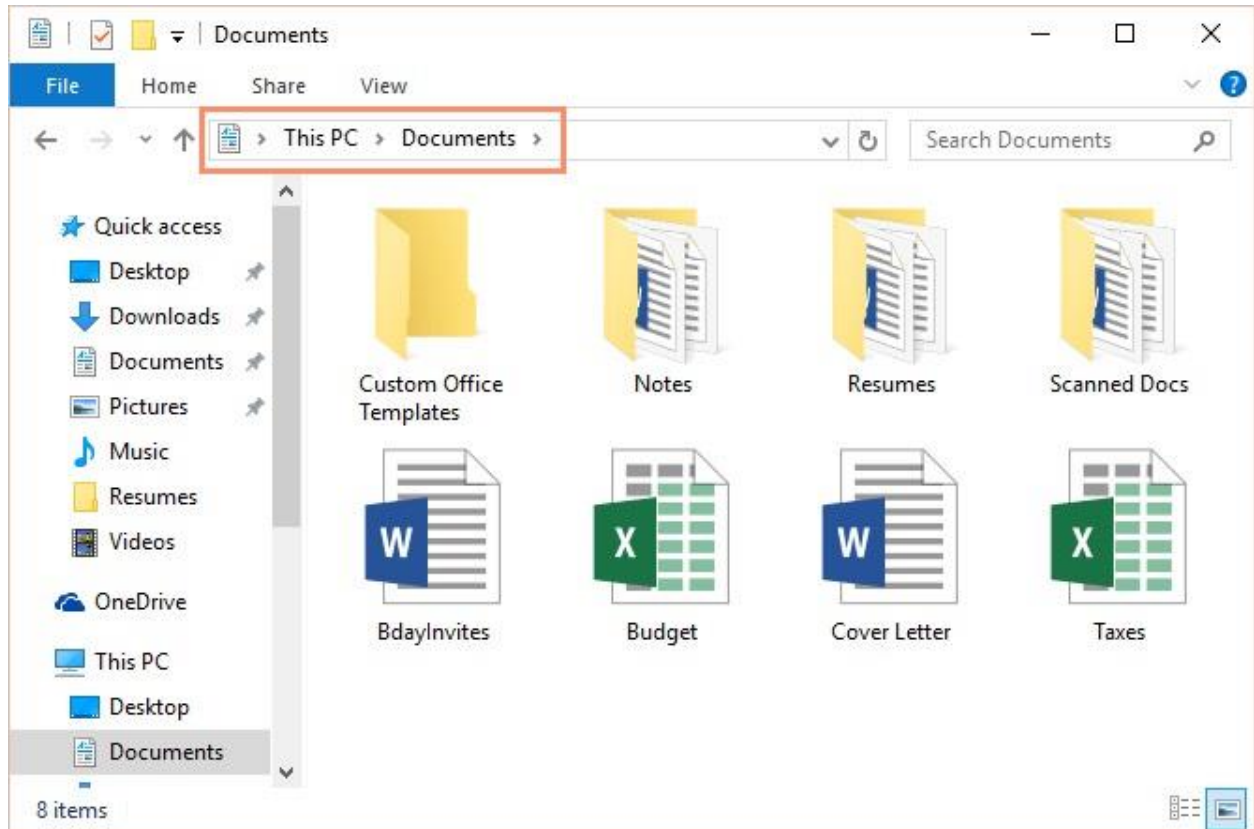 Documents
File Home Share View
This PC Documents
Search Documents
Quick access
Desktop
Downloads
Documents
Pictures
Music
Resumes
Videos
OneDrive
This PC
Desktop
Documents
Custom Office
Templates
Notes
Resumes
Scanned Docs
W X W X
BdayInvites
Budget
Cover Letter
Taxes
8 items